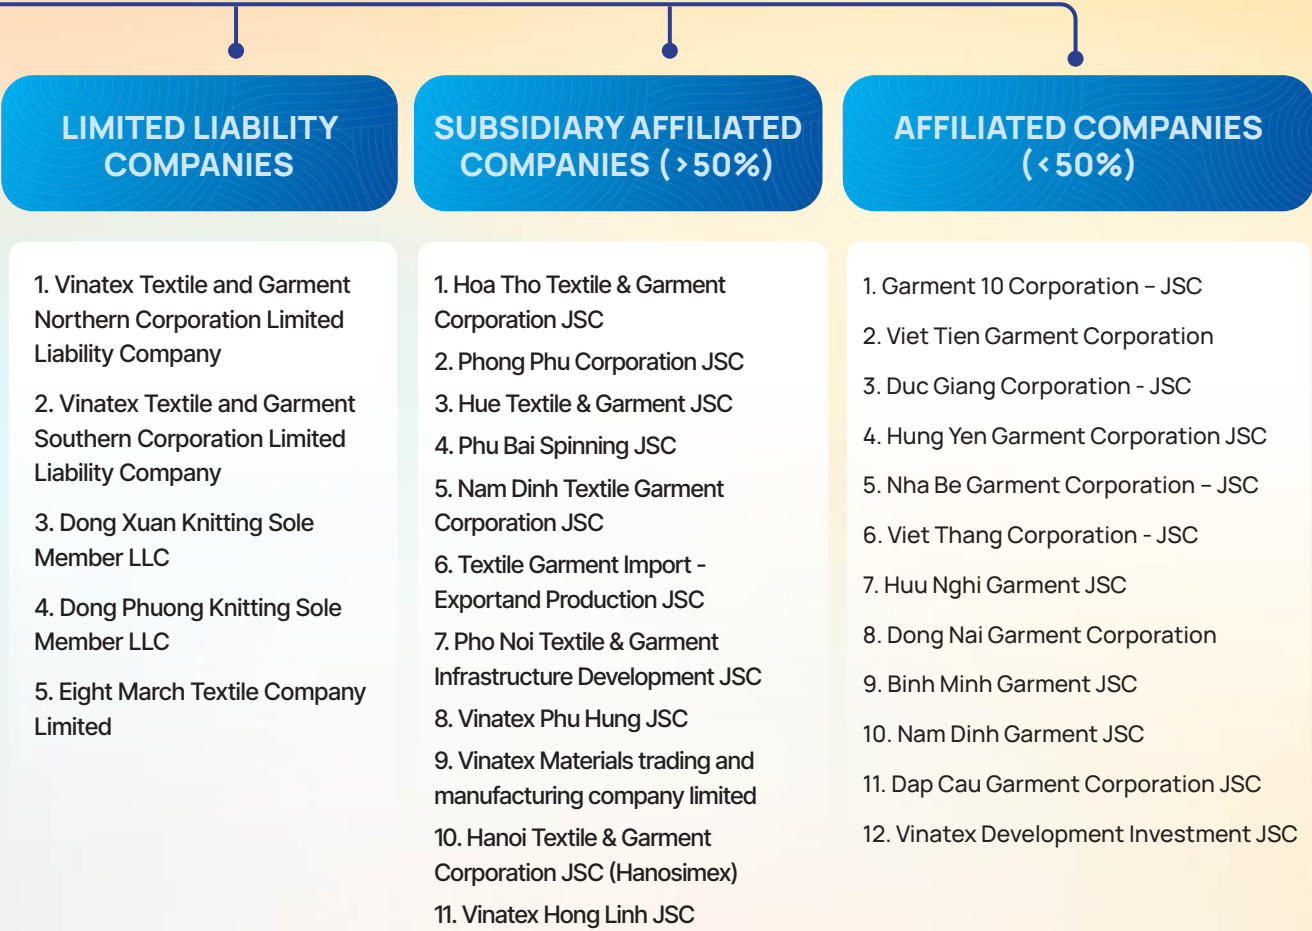 LIMITED LIABILITY
COMPANIES
1. Vinatex Textile and Garment
Northern Corporation Limited
Liability Company
2. Vinatex Textile and Garment
Southern Corporation Limited
Liability Company
3. Dong Xuan Knitting Sole
Member LLC
4. Dong Phuong Knitting Sole
Member LLC
5. Eight March Textile Company
Limited
SUBSIDIARY AFFILIATED
COMPANIES (>50%)
1. Hoa Tho Textile & Garment
Corporation JSC
2. Phong Phu Corporation JSC
3. Hue Textile & Garment JSC
4. Phu Bai Spinning JSC
5. Nam Dinh Textile Garment
Corporation JSC
6. Textile Garment Import -
Exportand Production JSC
7. Pho Noi Textile & Garment
Infrastructure Development JSC
8. Vinatex Phu Hung JSC
9. Vinatex Materials trading and
manufacturing company limited
10. Hanoi Textile & Garment
Corporation JSC (Hanosimex)
11. Vinatex Hong Linh JSC
AFFILIATED COMPANIES
(<50%)
1. Garment 10 Corporation – JSC
2. Viet Tien Garment Corporation
3. Duc Giang Corporation - JSC
4. Hung Yen Garment Corporation JSC
5. Nha Be Garment Corporation – JSC
6. Viet Thang Corporation - JSC
7. Huu Nghi Garment JSC
8. Dong Nai Garment Corporation
9. Binh Minh Garment JSC
10. Nam Dinh Garment JSC
11. Dap Cau Garment Corporation JSC
12. Vinatex Development Investment JSC